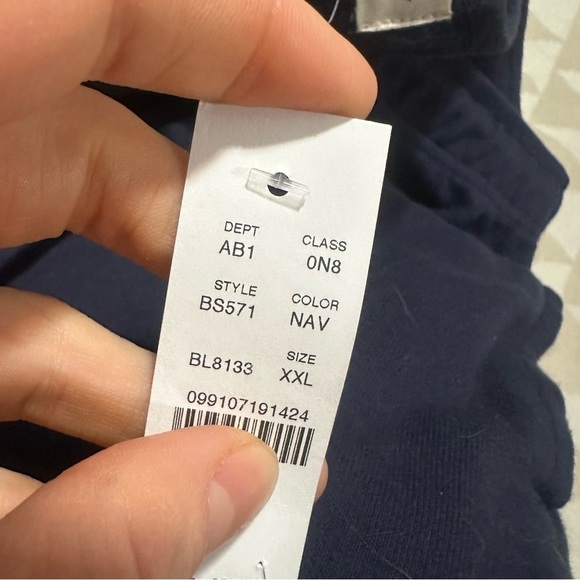 DEPT CLASS
AB1 0N8
STYLE COLOR
BS571 NAV
BL8133 SIZE
XXL
099107191424